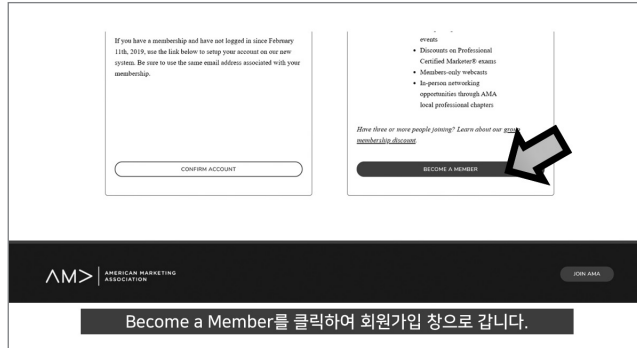 If you have a membership and have not logged in since February
11th, 2019, use the link below to setup your account on our new
system. Be sure to use the same email address associated with your
membership.
CONFIRM ACCOUNT
events
• Discounts on Professional
Certified Marketer® exams
• Members-only webcasts
• In-person networking
opportunities through AMA
local professional chapters
Have three or more people joining? Learn about our group
membership discount.
BECOME A MEMBER
AMA
AMERICAN MARKETING
ASSOCIATION
JOIN AMA
Become a Member를 클릭하여 회원가입 창으로 갑니다.